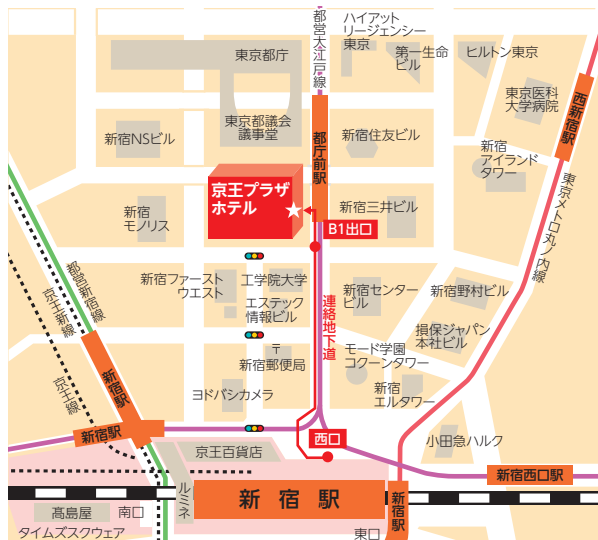 都営大江戸線
ハイアット
リージェンシー
東京
第一生命
ビル
ヒルトン東京
東京都庁
東京医科
大学病院
西新宿駅
東京都議会
議事堂
都庁前駅
新宿NSビル
新宿住友ビル
新宿
アイランド
タワー
東京メトロ丸ノ内線
京王プラザ
ホテル
新宿
モノリス
新宿三井ビル
B1出口
都営新宿線
京王新線
京王線
新宿ファースト
ウエスト
工学院大学
エステック
情報ビル
連絡地下道
新宿センター
ビル
新宿野村ビル
損保ジャパン
本社ビル
〒
新宿郵便局
モード学園
コクーンタワー
新宿
エルタワー
ヨドバシカメラ
新宿駅
新宿駅
西口
小田急ハルク
京王百貨店
新宿西口駅
ルミネ
新宿駅
新宿駅
髙島屋
タイムズスクウェア
南口
東口